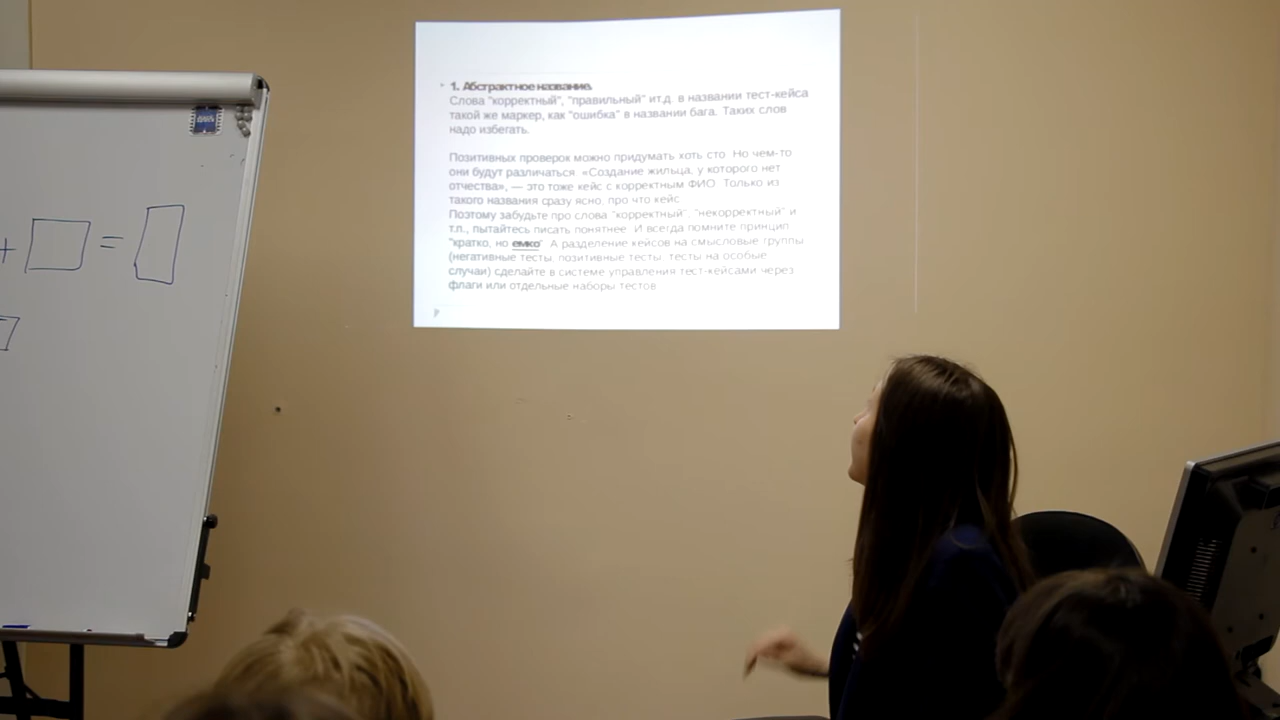 1. Абстрактное название.
Слова "корректный", "правильный" ит.д. в названии тест-кейса
такой же маркер, как "ошибка" в названии бага. Таких слов
надо избегать.
Позитивных проверок можно придумать хоть сто. Но чем-то
они будут различаться. «Создание жильца, у которого нет
отчества», — это тоже кейс с корректным ФИО. Только из
такого названия сразу ясно, про что кейс.
Поэтому забудьте про слова "корректный", "некорректный" и
т.п., пытайтесь писать понятнее. И всегда помните принцип
"кратко, но емко". А разделение кейсов на смысловые группы
(негативные тесты, позитивные тесты, тесты на особые
случаи) сделайте в системе управления тест-кейсами через
флаги или отдельные наборы тестов.
+ =